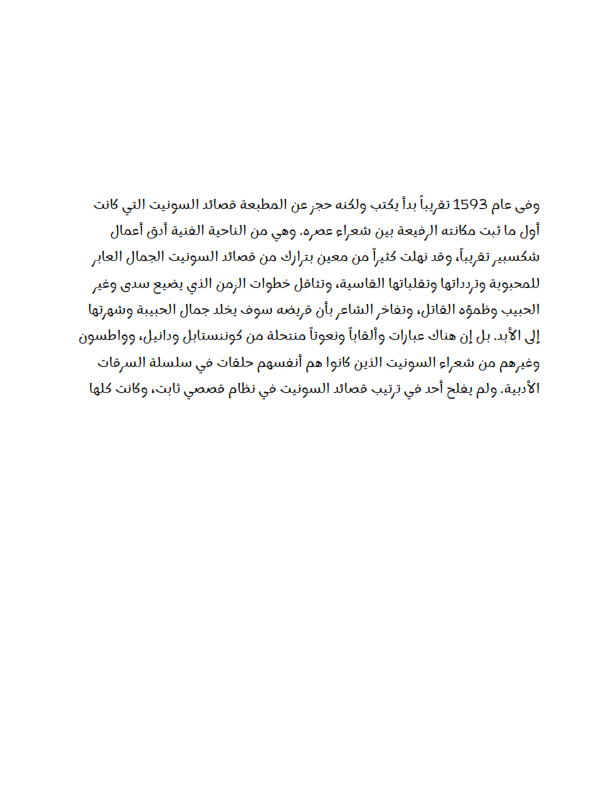 وفى عام 1593 تقريباً بدأ يكتب ولكنه حجز عن المطبعة قصائد السونيت التي كانت
أول ما ثبت مكانته الرفيعة بين شعراء عصره. وهي من الناحية الفنية أدق أعمال
شكسبير تقريباً، وقد نهلت كثيراً من معين بترارك من قصائد السونيت الجمال العابر
للمحبوبة وتردداتها وتقلباتها القاسية، وتثاقل خطوات الزمن الذي يضيع سدى وغير
الحبيب وظمؤه القاتل، وتفاخر الشاعر بأن قريضه سوف يخلد جمال الحبيبة وشهرتها
إلى الأبد. بل إن هناك عبارات وألقاباً ونعوتاً منتحلة من كوننستابل ودانيل، وواطسون
وغيرهم من شعراء السونيت الذين كانوا هم أنفسهم حلقات في سلسلة السرقات
الأدبية. ولم يفلح أحد في ترتيب قصائد السونيت في نظام قصصي ثابت، وكانت كلها